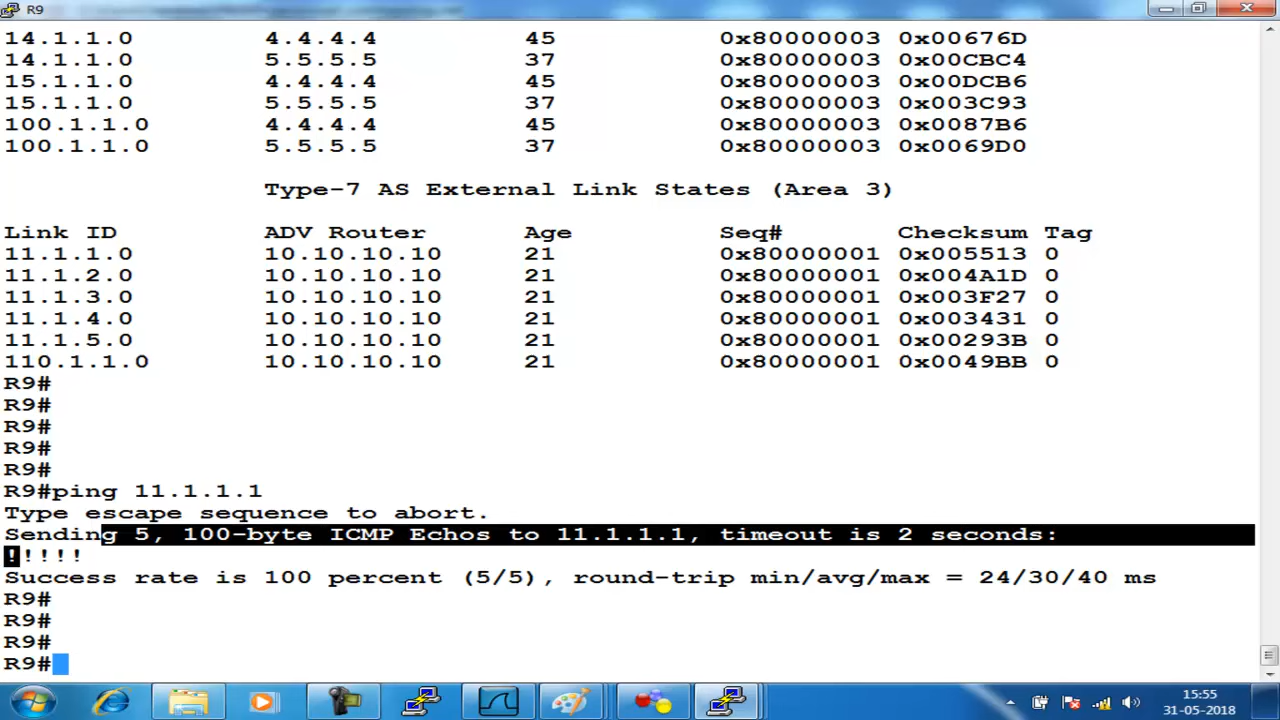 R9
14.1.1.0 4.4.4.4 45 0x80000003 0x00676D
14.1.1.0 5.5.5.5 37 0x80000003 0x00CBC4
15.1.1.0 4.4.4.4 45 0x80000003 0x00DCB6
15.1.1.0 5.5.5.5 37 0x80000003 0x003C93
100.1.1.0 4.4.4.4 45 0x80000003 0x0087B6
100.1.1.0 5.5.5.5 37 0x80000003 0x0069D0
Type-7 AS External Link States (Area 3)
Link ID ADV Router Age Seq# Checksum Tag
11.1.1.0 10.10.10.10 21 0x80000001 0x005513 0
11.1.2.0 10.10.10.10 21 0x80000001 0x004A1D 0
11.1.3.0 10.10.10.10 21 0x80000001 0x003F27 0
11.1.4.0 10.10.10.10 21 0x80000001 0x003431 0
11.1.5.0 10.10.10.10 21 0x80000001 0x00293B 0
110.1.1.0 10.10.10.10 21 0x80000001 0x0049BB 0
R9#
R9#
R9#
R9#
R9#
R9#ping 11.1.1.1
Type escape sequence to abort.
Sending 5, 100-byte ICMP Echos to 11.1.1.1, timeout is 2 seconds:
!!!!!
Success rate is 100 percent (5/5), round-trip min/avg/max = 24/30/40 ms
R9#
R9#
R9#
R9#
15:55
31-05-2018